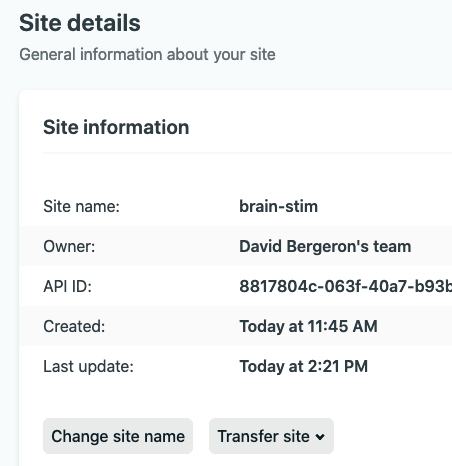 Site details
General information about your site
Site information
Site name: brain-stim
Owner: David Bergeron's team
API ID: 8817804c-063f-40a7-b93b
Created: Today at 11:45 AM
Last update: Today at 2:21 PM
Change site name Transfer site